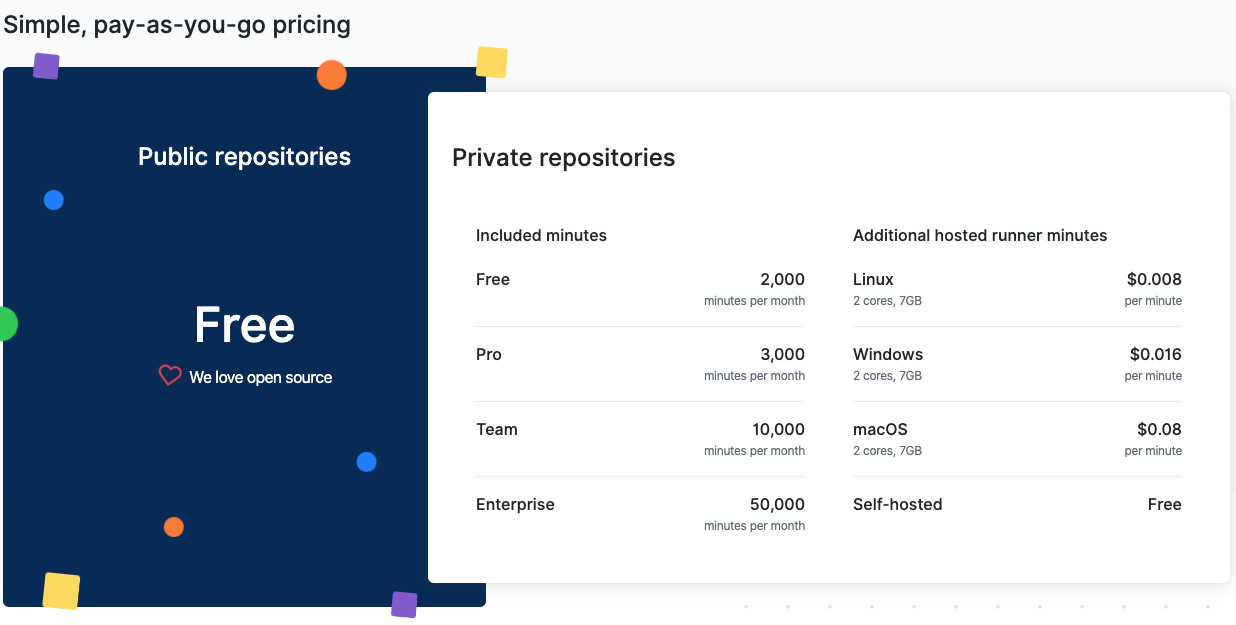 Simple, pay-as-you-go pricing
Public repositories
Free
We love open source
Private repositories
Included minutes
Free 2,000
minutes per month
Pro 3,000
minutes per month
Team 10,000
minutes per month
Enterprise 50,000
minutes per month
Additional hosted runner minutes
Linux $0.008
2 cores, 7GB per minute
Windows $0.016
2 cores, 7GB per minute
macOS $0.08
2 cores, 7GB per minute
Self-hosted Free